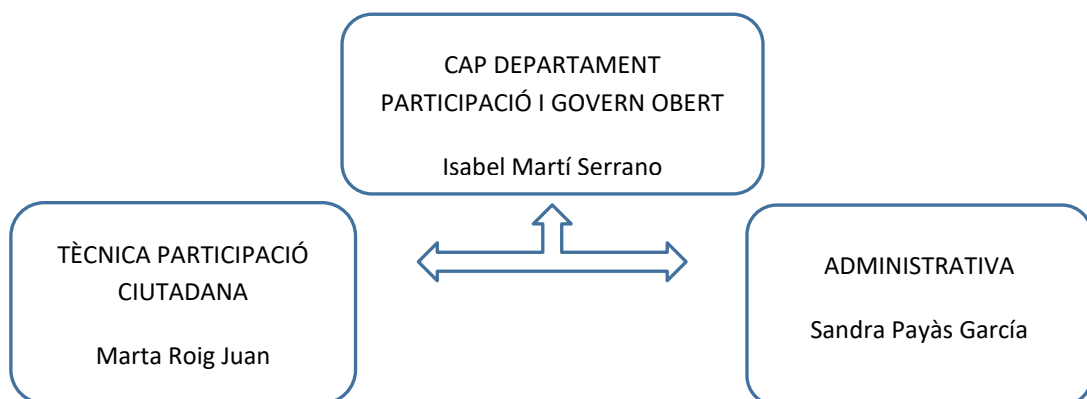 CAP DEPARTAMENT
PARTICIPACIÓ I GOVERN OBERT
Isabel Martí Serrano
TÈCNICA PARTICIPACIÓ
CIUTADANA
Marta Roig Juan
ADMINISTRATIVA
Sandra Payàs García